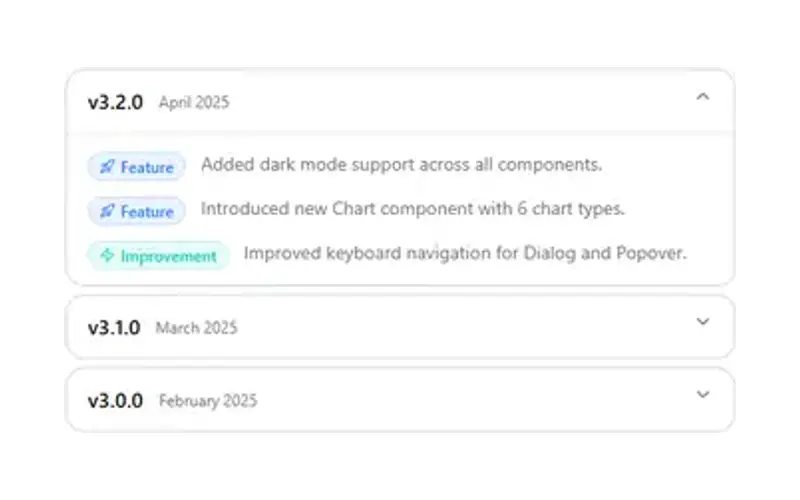 v3.2.0 April 2025
Feature Added dark mode support across all components.
Feature Introduced new Chart component with 6 chart types.
Improvement Improved keyboard navigation for Dialog and Popover.
v3.1.0 March 2025
v3.0.0 February 2025